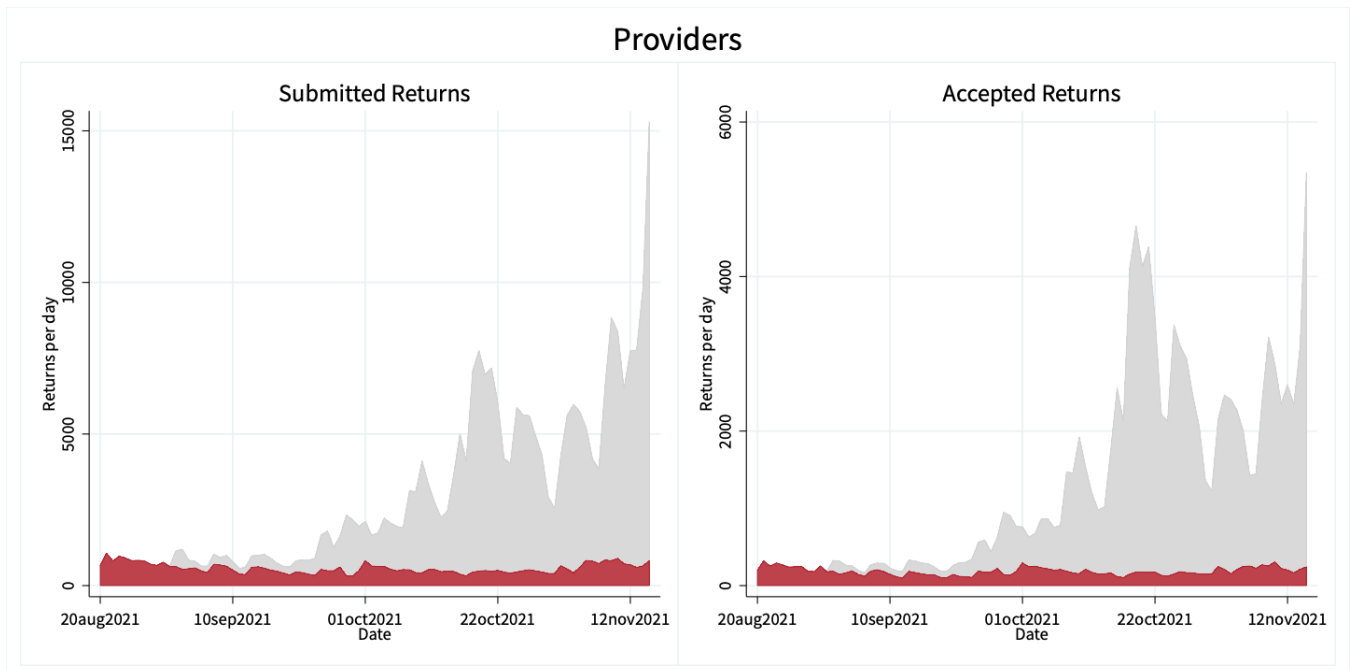 Providers
Submitted Returns
Returns per day
15000
10000
5000
0
20aug2021 10sep2021 01oct2021 22oct2021 12nov2021
Date
Accepted Returns
Returns per day
6000
4000
2000
0
20aug2021 10sep2021 01oct2021 22oct2021 12nov2021
Date